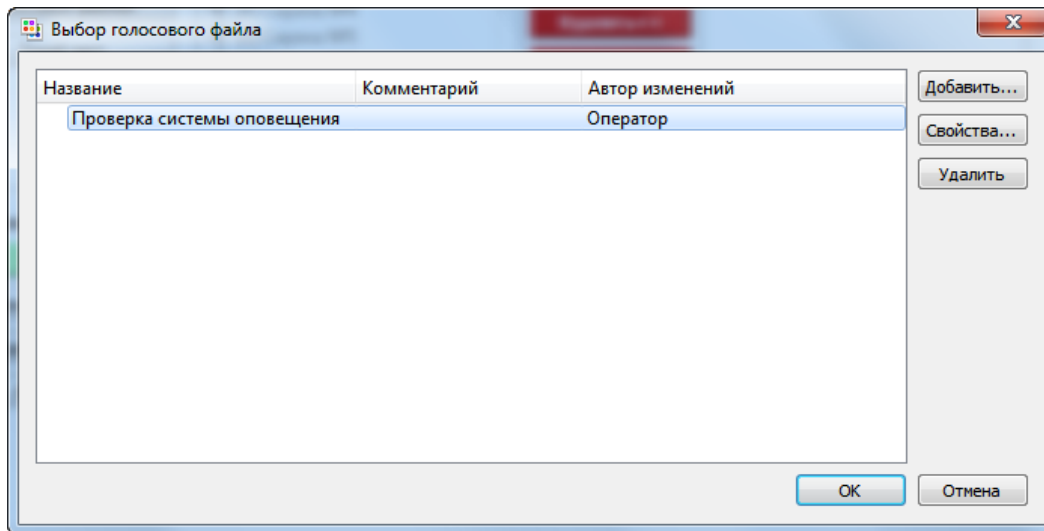 Выбор голосового файла
Название Комментарий Автор изменений
Проверка системы оповещения Оператор
Добавить...
Свойства...
Удалить
OK Отмена